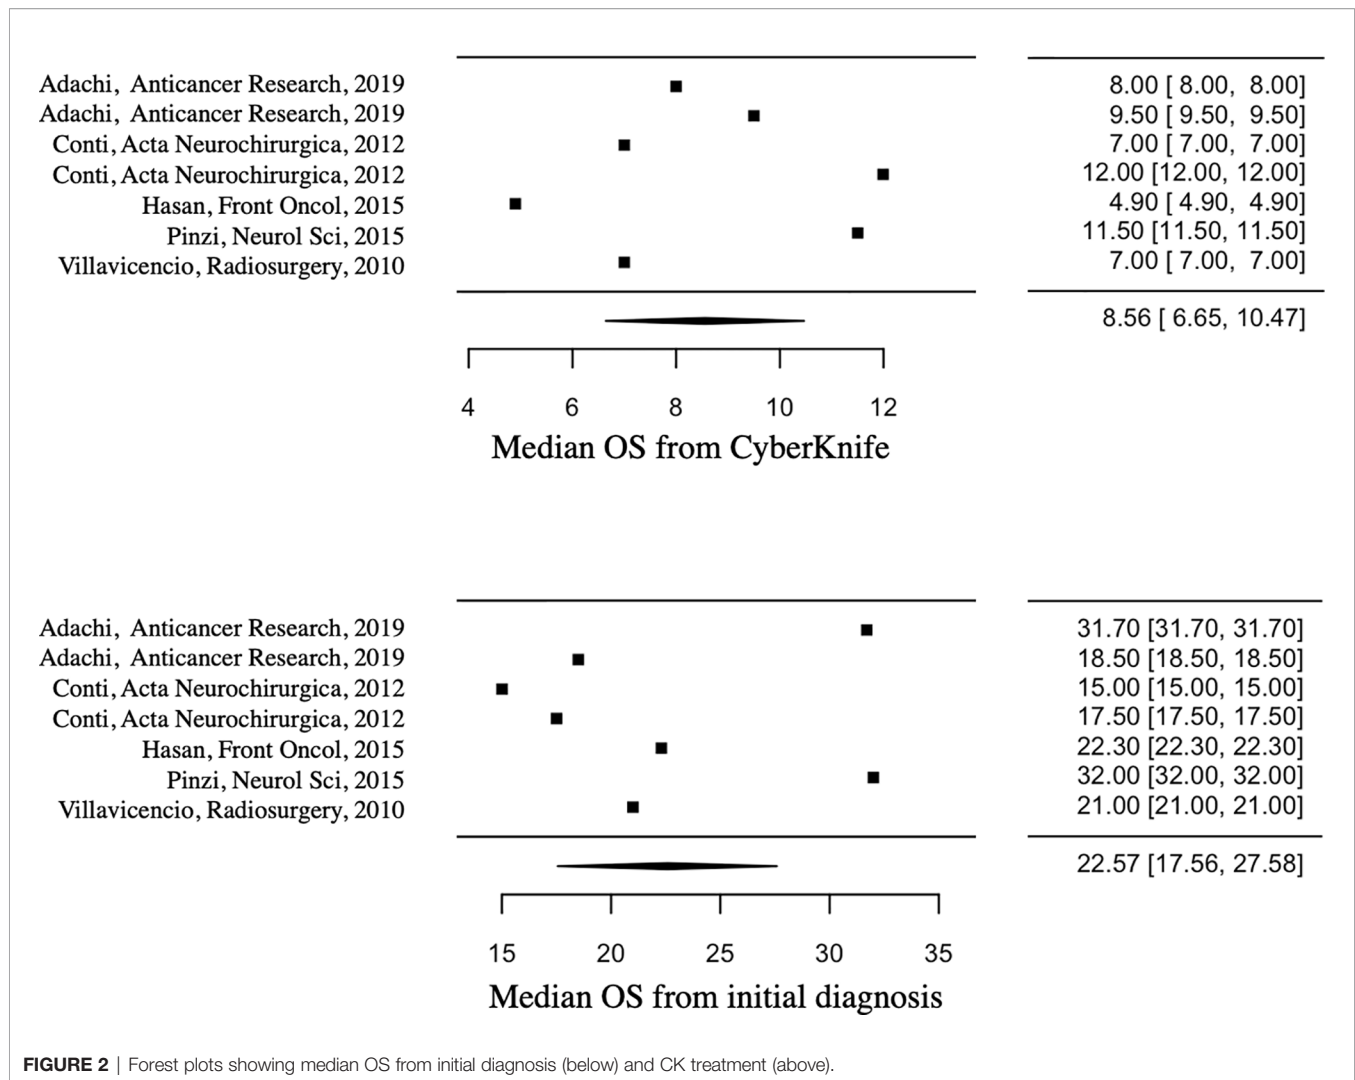 Adachi, Anticancer Research, 2019 8.00 [ 8.00, 8.00]
Adachi, Anticancer Research, 2019 9.50 [ 9.50, 9.50]
Conti, Acta Neurochirurgica, 2012 7.00 [ 7.00, 7.00]
Conti, Acta Neurochirurgica, 2012 12.00 [12.00, 12.00]
Hasan, Front Oncol, 2015 4.90 [ 4.90, 4.90]
Pinzi, Neurol Sci, 2015 11.50 [11.50, 11.50]
Villavicencio, Radiosurgery, 2010 7.00 [ 7.00, 7.00]
8.56 [ 6.65, 10.47]
4 6 8 10 12
Median OS from CyberKnife
Adachi, Anticancer Research, 2019 31.70 [31.70, 31.70]
Adachi, Anticancer Research, 2019 18.50 [18.50, 18.50]
Conti, Acta Neurochirurgica, 2012 15.00 [15.00, 15.00]
Conti, Acta Neurochirurgica, 2012 17.50 [17.50, 17.50]
Hasan, Front Oncol, 2015 22.30 [22.30, 22.30]
Pinzi, Neurol Sci, 2015 32.00 [32.00, 32.00]
Villavicencio, Radiosurgery, 2010 21.00 [21.00, 21.00]
22.57 [17.56, 27.58]
15 20 25 30 35
Median OS from initial diagnosis
FIGURE 2 | Forest plots showing median OS from initial diagnosis (below) and CK treatment (above).